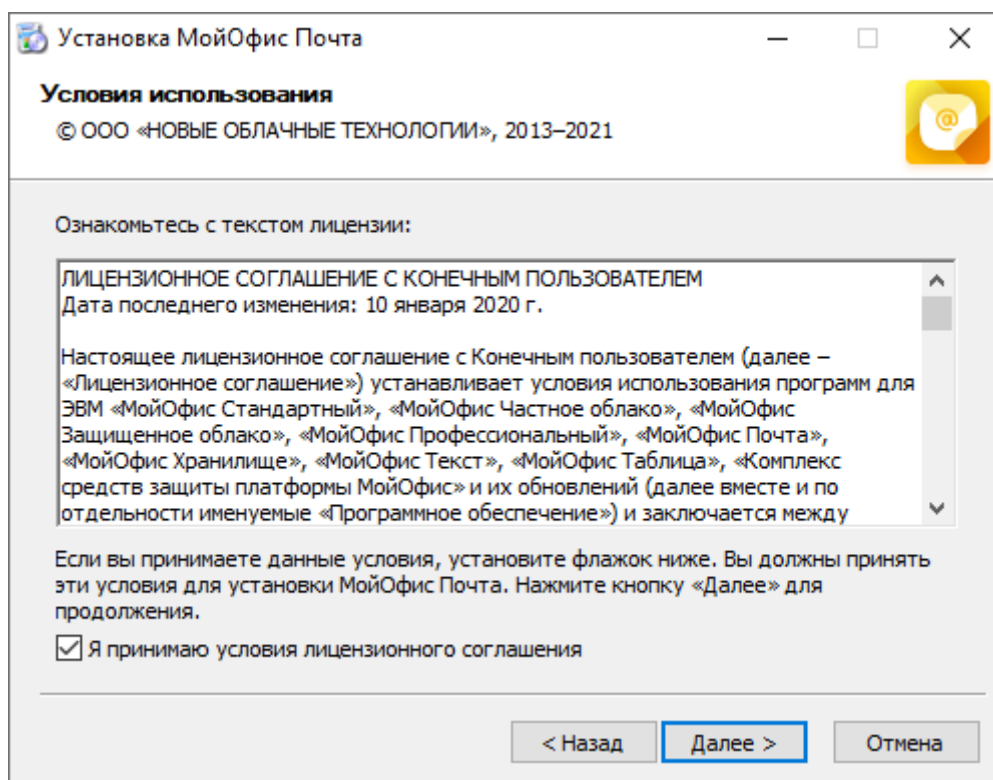 Установка МойОфис Почта
Условия использования
© ООО «НОВЫЕ ОБЛАЧНЫЕ ТЕХНОЛОГИИ», 2013–2021
@
Ознакомьтесь с текстом лицензии:
ЛИЦЕНЗИОННОЕ СОГЛАШЕНИЕ С КОНЕЧНЫМ ПОЛЬЗОВАТЕЛЕМ
Дата последнего изменения: 10 января 2020 г.
Настоящее лицензионное соглашение с Конечным пользователем (далее –
«Лицензионное соглашение») устанавливает условия использования программ для
ЭВМ «МойОфис Стандартный», «МойОфис Частное облако», «МойОфис
Защищенное облако», «МойОфис Профессиональный», «МойОфис Почта»,
«МойОфис Хранилище», «МойОфис Текст», «МойОфис Таблица», «Комплекс
средств защиты платформы МойОфис» и их обновлений (далее вместе и по
отдельности именуемые «Программное обеспечение») и заключается между
Если вы принимаете данные условия, установите флажок ниже. Вы должны принять
эти условия для установки МойОфис Почта. Нажмите кнопку «Далее» для
продолжения.
Я принимаю условия лицензионного соглашения
< Назад
Далее >
Отмена